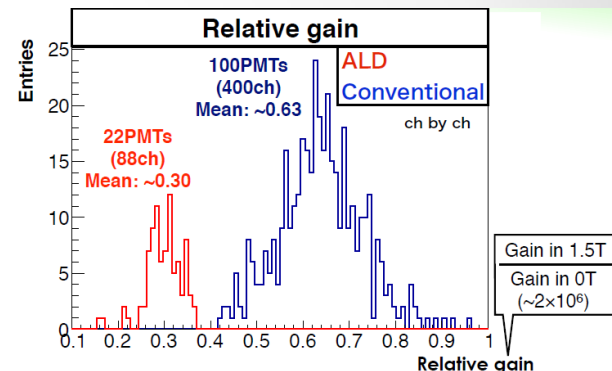 Relative gain
Entries
25
20
15
10
5
0
0.1 0.2 0.3 0.4 0.5 0.6 0.7 0.8 0.9 1
100PMTs
(400ch)
Mean: ~0.63
22PMTs
(88ch)
Mean: ~0.30
ALD
Conventional
ch by ch
Gain in 1.5T
Gain in 0T
(~2×10⁶)
Relative gain